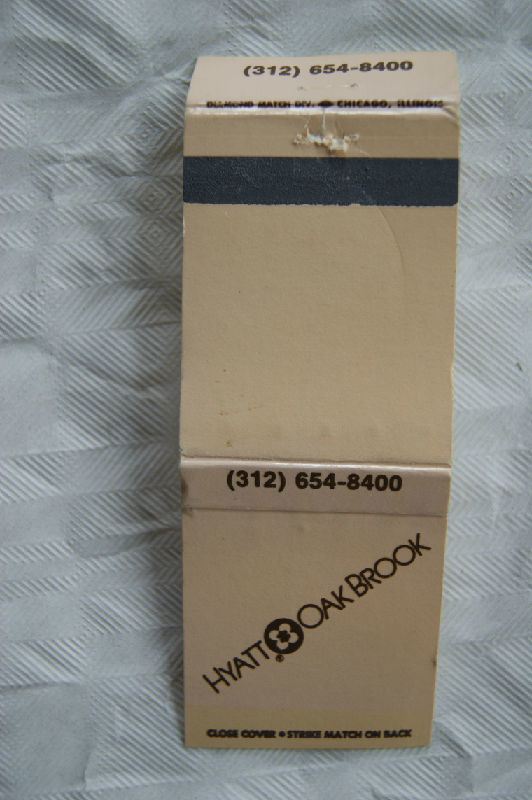 (312) 654-8400
DIAMOND MATCH DIV. CHICAGO, ILLINOIS
(312) 654-8400
HYATT ® OAK BROOK
CLOSE COVER • STRIKE MATCH ON BACK